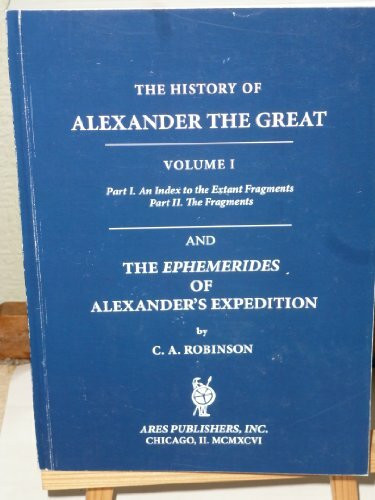 THE HISTORY OF
ALEXANDER THE GREAT
VOLUME I
Part I. An Index to the Extant Fragments
Part II. The Fragments
AND
THE EPHEMERIDES
OF
ALEXANDER'S EXPEDITION
by
C. A. ROBINSON
ARES PUBLISHERS, INC.
CHICAGO, Il. MCMXCVI